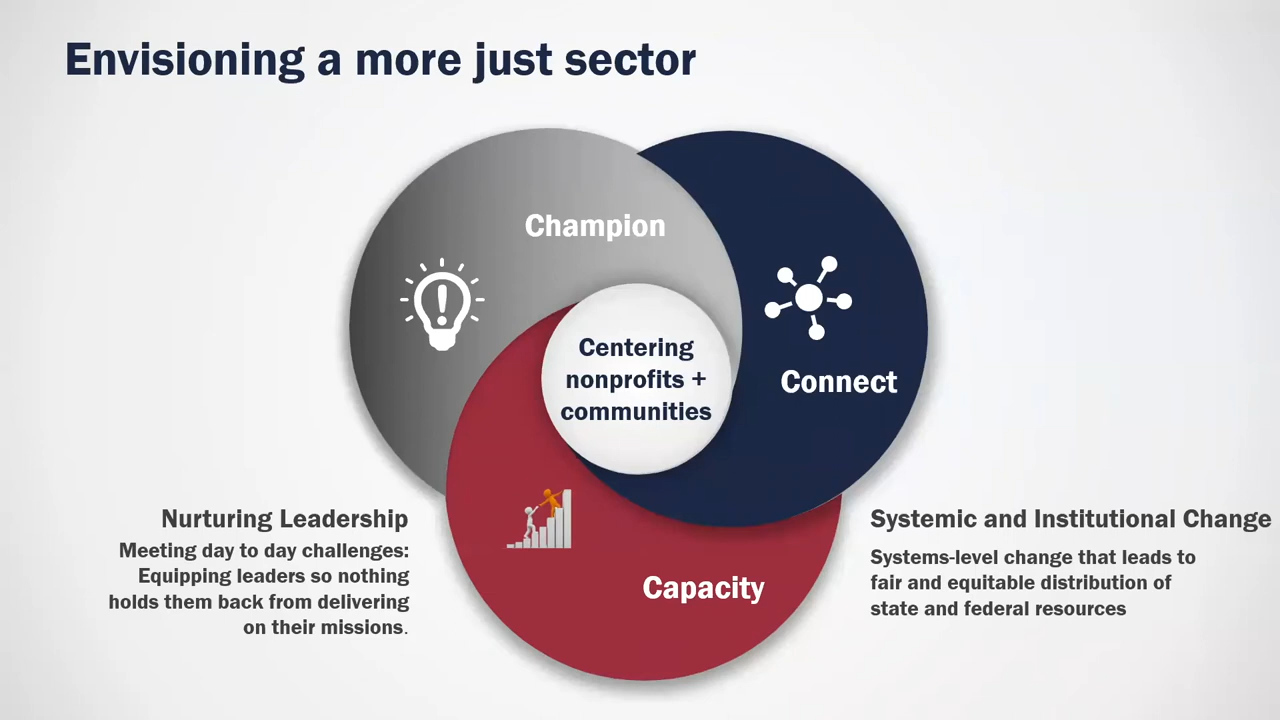 Envisioning a more just sector
Champion
Connect
Centering
nonprofits +
communities
Capacity
Nurturing Leadership
Meeting day to day challenges:
Equipping leaders so nothing
holds them back from delivering
on their missions.
Systemic and Institutional Change
Systems-level change that leads to
fair and equitable distribution of
state and federal resources